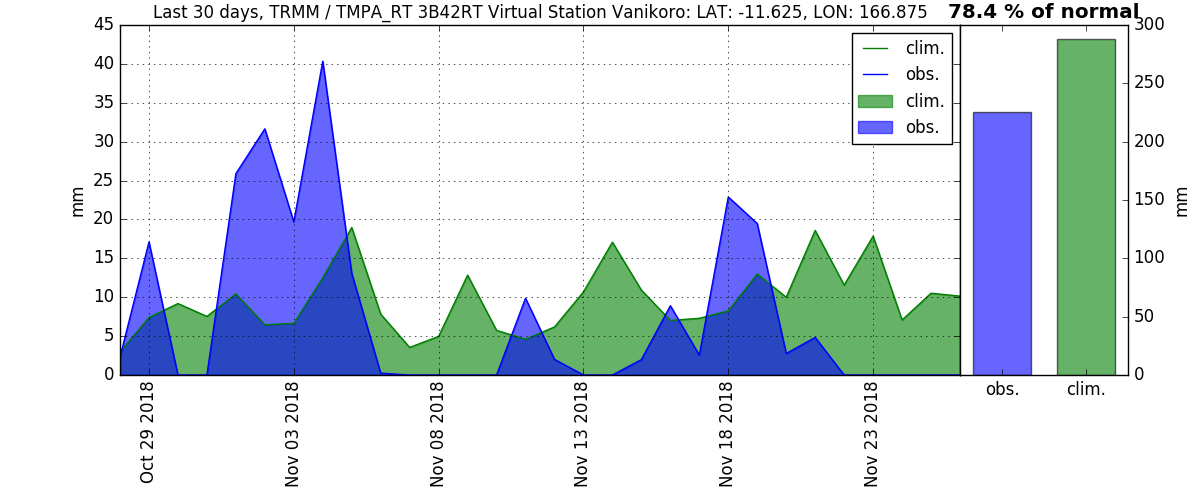 Last 30 days, TRMM / TMPA_RT 3B42RT Virtual Station Vanikoro: LAT: -11.625, LON: 166.875
78.4 % of normal
45
40
35
30
25
20
15
10
5
0
mm
clim.
obs.
clim.
obs.
Oct 29 2018
Nov 03 2018
Nov 08 2018
Nov 13 2018
Nov 18 2018
Nov 23 2018
300
250
200
150
100
50
0
mm
obs.
clim.